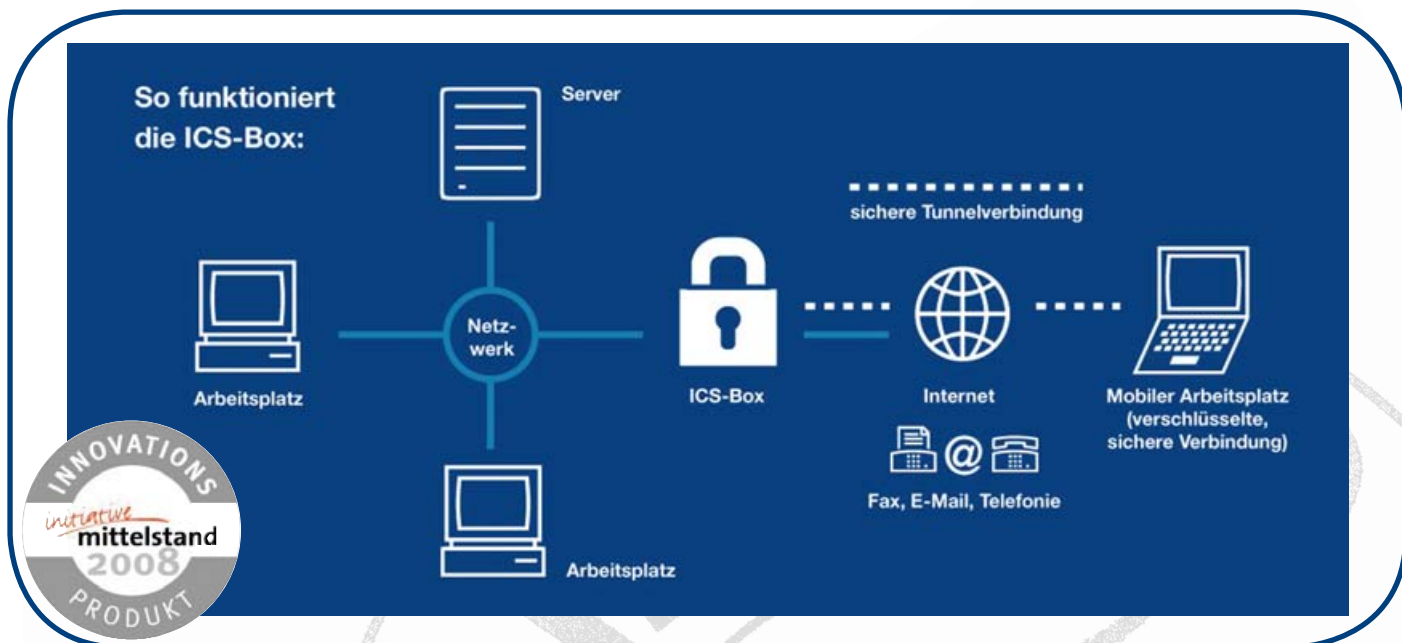 So funktioniert
die ICS-Box:
Server
sichere Tunnelverbindung
Netz-
werk
Arbeitsplatz
ICS-Box
Internet
Mobiler Arbeitsplatz
(verschlüsselte,
sichere Verbindung)
@
Fax, E-Mail, Telefonie
Arbeitsplatz
INNOVATIONS
initiative
mittelstand
2008
PRODUKT